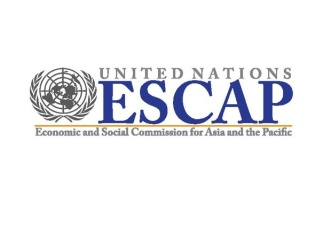 UNITED NATIONS
ESCAP
Economic and Social Commission for Asia and the Pacific